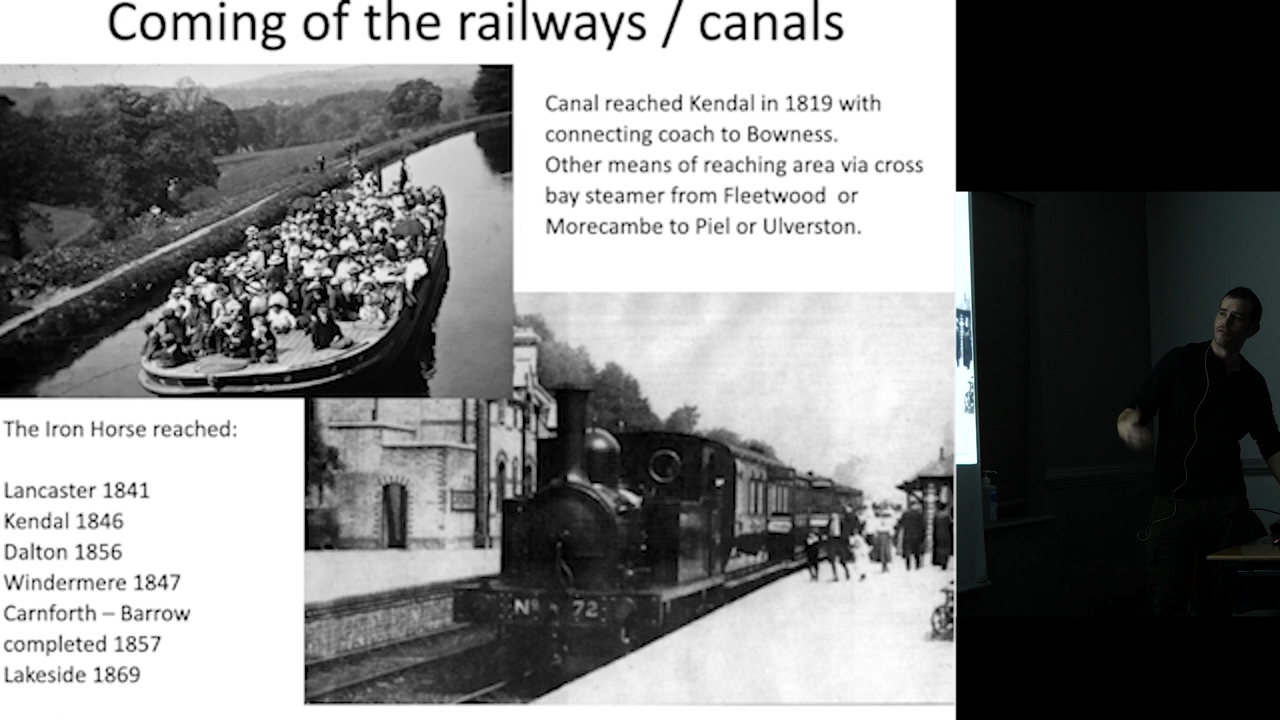 Coming of the railways / canals
Canal reached Kendal in 1819 with
connecting coach to Bowness.
Other means of reaching area via cross
bay steamer from Fleetwood or
Morecambe to Piel or Ulverston.
The Iron Horse reached:
Lancaster 1841
Kendal 1846
Dalton 1856
Windermere 1847
Carnforth – Barrow
completed 1857
Lakeside 1869
Nº 72